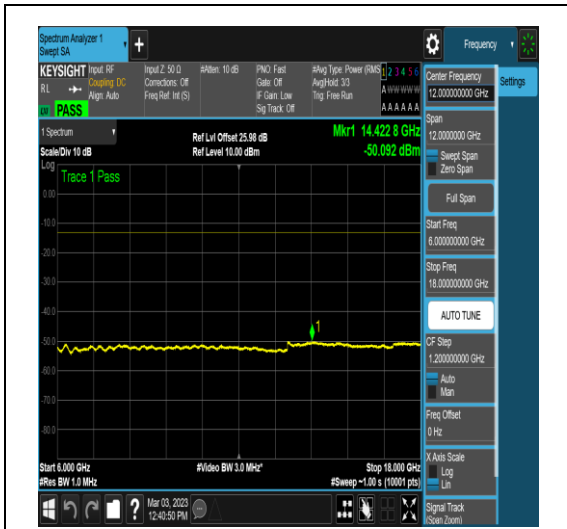 Spectrum Analyzer 1
Swept SA
Frequency
KEYSIGHT
RL
PASS
Input: RF
Coupling: DC
Align: Auto
Input Z: 50 Ω
Corrections: Off
Freq Ref: Int (S)
#Atten: 10 dB
PNO: Fast
Gate: Off
IF Gain: Low
Sig Track: Off
#Avg Type: Power (RMS
Avg|Hold: 3/3
Trig: Free Run
1 2 3 4 5 6
A W W W W W
A A A A A A
Center Frequency
12.000000000 GHz
Settings
1 Spectrum
Scale/Div 10 dB
Ref Lvl Offset 25.98 dB
Ref Level 10.00 dBm
Mkr1 14.422 8 GHz
-50.092 dBm
Span
12.0000000 GHz
Swept Span
Zero Span
Full Span
Start Freq
6.000000000 GHz
Stop Freq
18.000000000 GHz
AUTO TUNE
CF Step
1.200000000 GHz
Auto
Man
Freq Offset
0 Hz
X Axis Scale
Log
Lin
Signal Track
(Span Zoom)
Log
Trace 1 Pass
0.00
-10.0
-20.0
-30.0
-40.0
-50.0
-60.0
-70.0
-80.0
1
Start 6.000 GHz
#Res BW 1.0 MHz
#Video BW 3.0 MHz*
Stop 18.000 GHz
#Sweep ~1.00 s (10001 pts)
?
Mar 03, 2023
12:40:50 PM